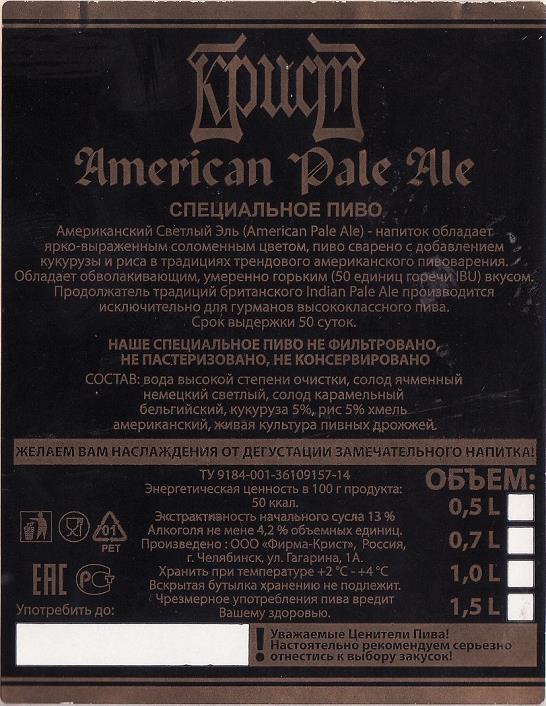 Крист
American Pale Ale
СПЕЦИАЛЬНОЕ ПИВО
Американский Светлый Эль (American Pale Ale) - напиток обладает
ярко-выраженным соломенным цветом, пиво сварено с добавлением
кукурузы и риса в традициях трендового американского пивоварения.
Обладает обволакивающим, умеренно горьким (50 единиц горечи IBU) вкусом.
Продолжатель традиций британского Indian Pale Ale производится
исключительно для гурманов высококлассного пива.
Срок выдержки 50 суток.
НАШЕ СПЕЦИАЛЬНОЕ ПИВО НЕ ФИЛЬТРОВАНО,
НЕ ПАСТЕРИЗОВАНО, НЕ КОНСЕРВИРОВАНО
СОСТАВ: вода высокой степени очистки, солод ячменный
немецкий светлый, солод карамельный
бельгийский, кукуруза 5%, рис 5% хмель
американский, живая культура пивных дрожжей.
ЖЕЛАЕМ ВАМ НАСЛАЖДЕНИЯ ОТ ДЕГУСТАЦИИ ЗАМЕЧАТЕЛЬНОГО НАПИТКА!
ТУ 9184-001-36109157-14
Энергетическая ценность в 100 г продукта:
50 ккал.
Экстрактивность начального сусла 13 %
Алкоголя не мене 4,2 % объемных единиц.
Произведено : ООО «Фирма-Крист», Россия,
г. Челябинск, ул. Гагарина, 1А.
Хранить при температуре +2 °C - +4 °C
Вскрытая бутылка хранению не подлежит.
Чрезмерное употребления пива вредит
Вашему здоровью.
01
PET
EAC
РСТ
Употребить до:
ОБЪЕМ:
0,5 L
0,7 L
1,0 L
1,5 L
! Уважаемые Ценители Пива!
Настоятельно рекомендуем серьезно
отнестись к выбору закусок!